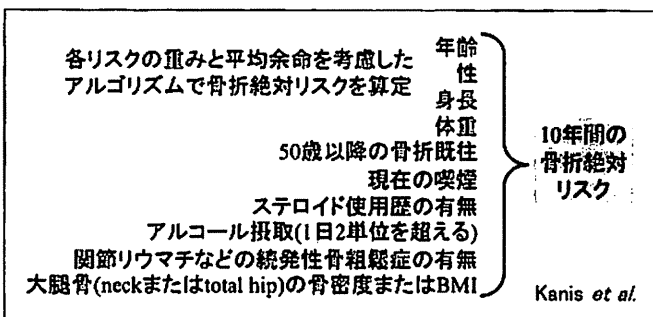 各リスクの重みと平均余命を考慮した
アルゴリズムで骨折絶対リスクを算定
年齢
性
身長
体重
50歳以降の骨折既往
現在の喫煙
ステロイド使用歴の有無
アルコール摂取(1日2単位を超える)
関節リウマチなどの続発性骨粗鬆症の有無
大腿骨(neckまたはtotal hip)の骨密度またはBMI
10年間の
骨折絶対
リスク
Kanis et al.